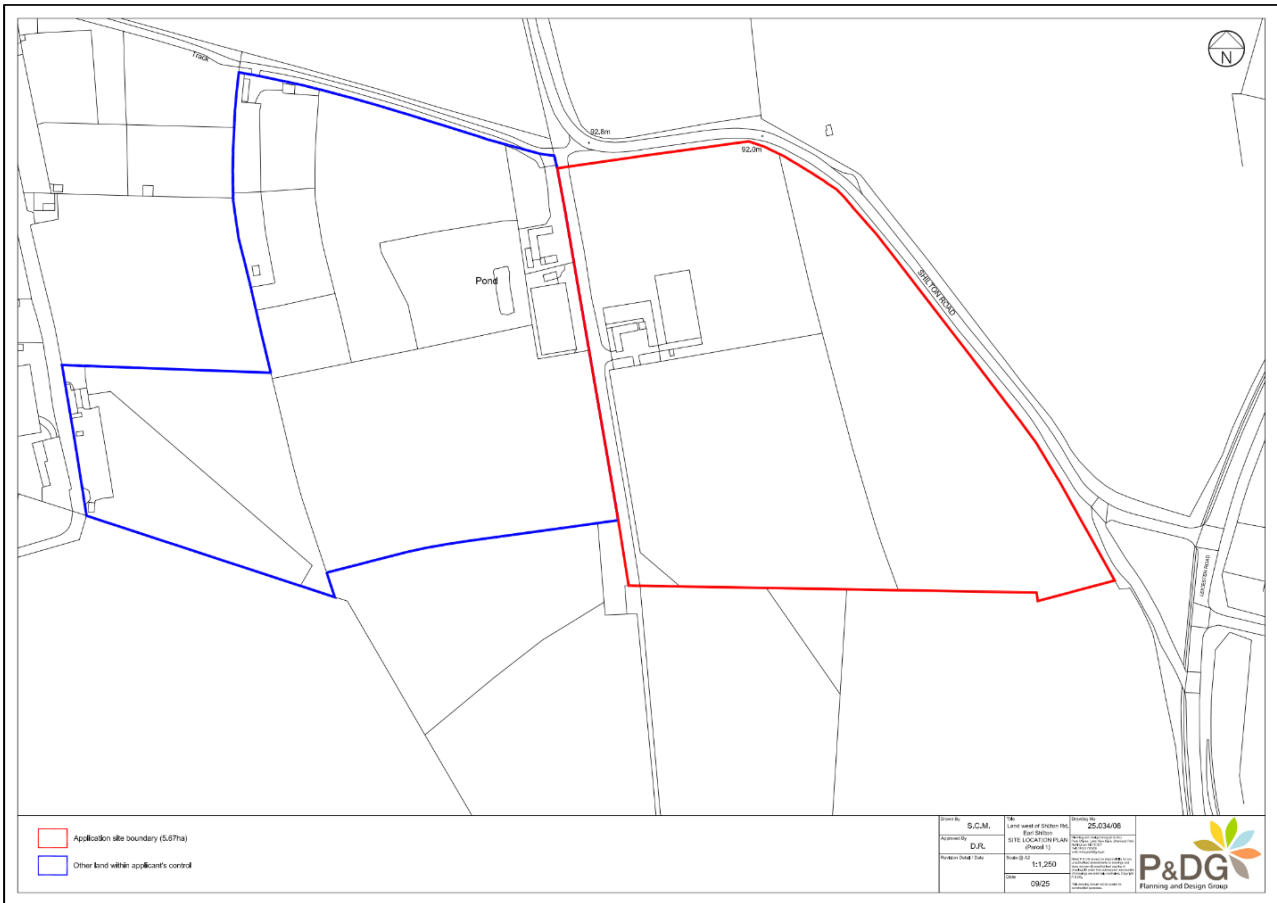 Track
N
92.8m
92.0m
Pond
SHILTON ROAD
LEICESTER ROAD
Application site boundary (5.67ha)
Other land within applicant's control
Drawn By
S.C.M.
Approved By
D.R.
Revision Detail / Date
Title
Land west of Shilton Rd,
Earl Shilton
SITE LOCATION PLAN
(Parcel 1)
Scale @ A2
1:1,250
Date
09/25
Drawing No
25.034/08
P&DG
Planning and Design Group